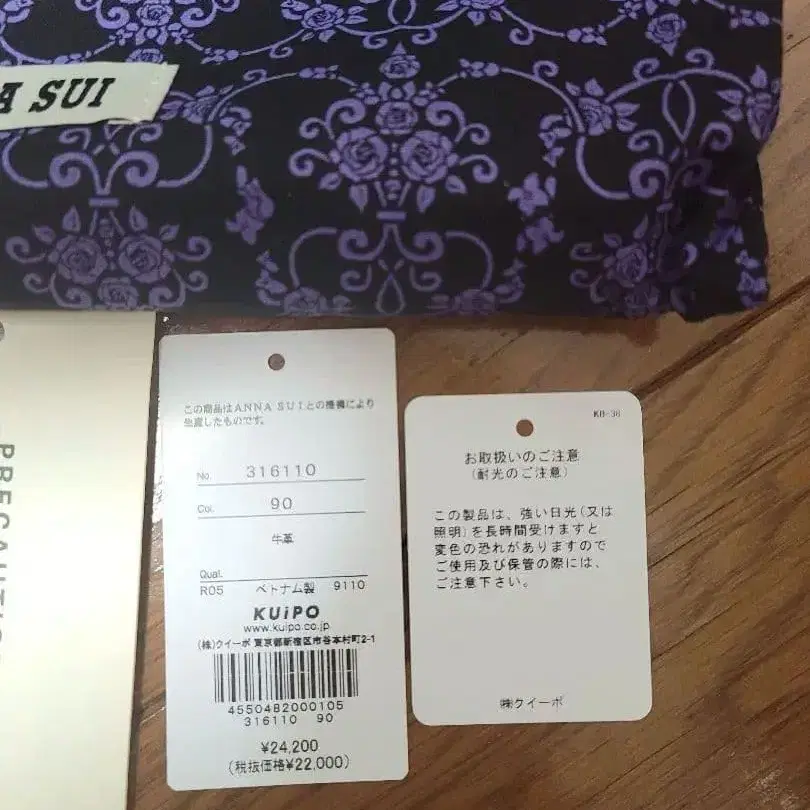 A SUI
PRECAUTION
この商品はANNA SUIとの提携により
生産したものです。
No. 316110
Col. 90
牛革
Qual.
R05 ベトナム製 9110
KUiPO
www.kuipo.co.jp
(株)クイーポ 東京都新宿区市谷本村町2-1
4550482000105
316110 90
¥24,200
(税抜価格¥22,000)
KB-36
お取扱いのご注意
(耐光のご注意)
この製品は、強い日光(又は
照明)を長時間受けますと
変色の恐れがありますので
ご使用及び保管の際には、
ご注意下さい。
㈱クイーポ